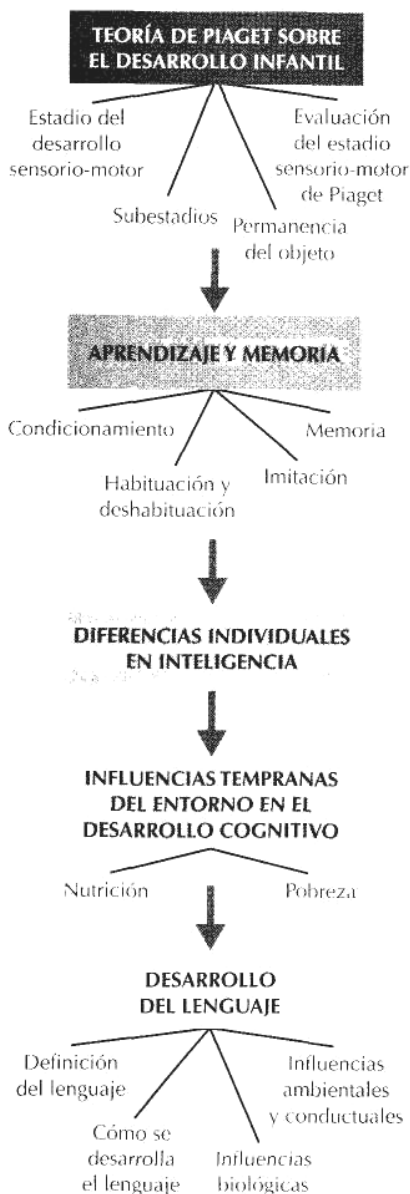 TEORÍA DE PIAGET SOBRE
EL DESARROLLO INFANTIL
Estadio del
desarrollo
sensorio-motor
Subestadios
Permanencia
del objeto
Evaluación
del estadio
sensorio-motor
de Piaget
APRENDIZAJE Y MEMORIA
Condicionamiento
Habituación y
deshabituación
Imitación
Memoria
DIFERENCIAS INDIVIDUALES
EN INTELIGENCIA
INFLUENCIAS TEMPRANAS
DEL ENTORNO EN EL
DESARROLLO COGNITIVO
Nutrición
Pobreza
DESARROLLO
DEL LENGUAJE
Definición
del lenguaje
Cómo se
desarrolla
el lenguaje
Influencias
biológicas
Influencias
ambientales
y conductuales